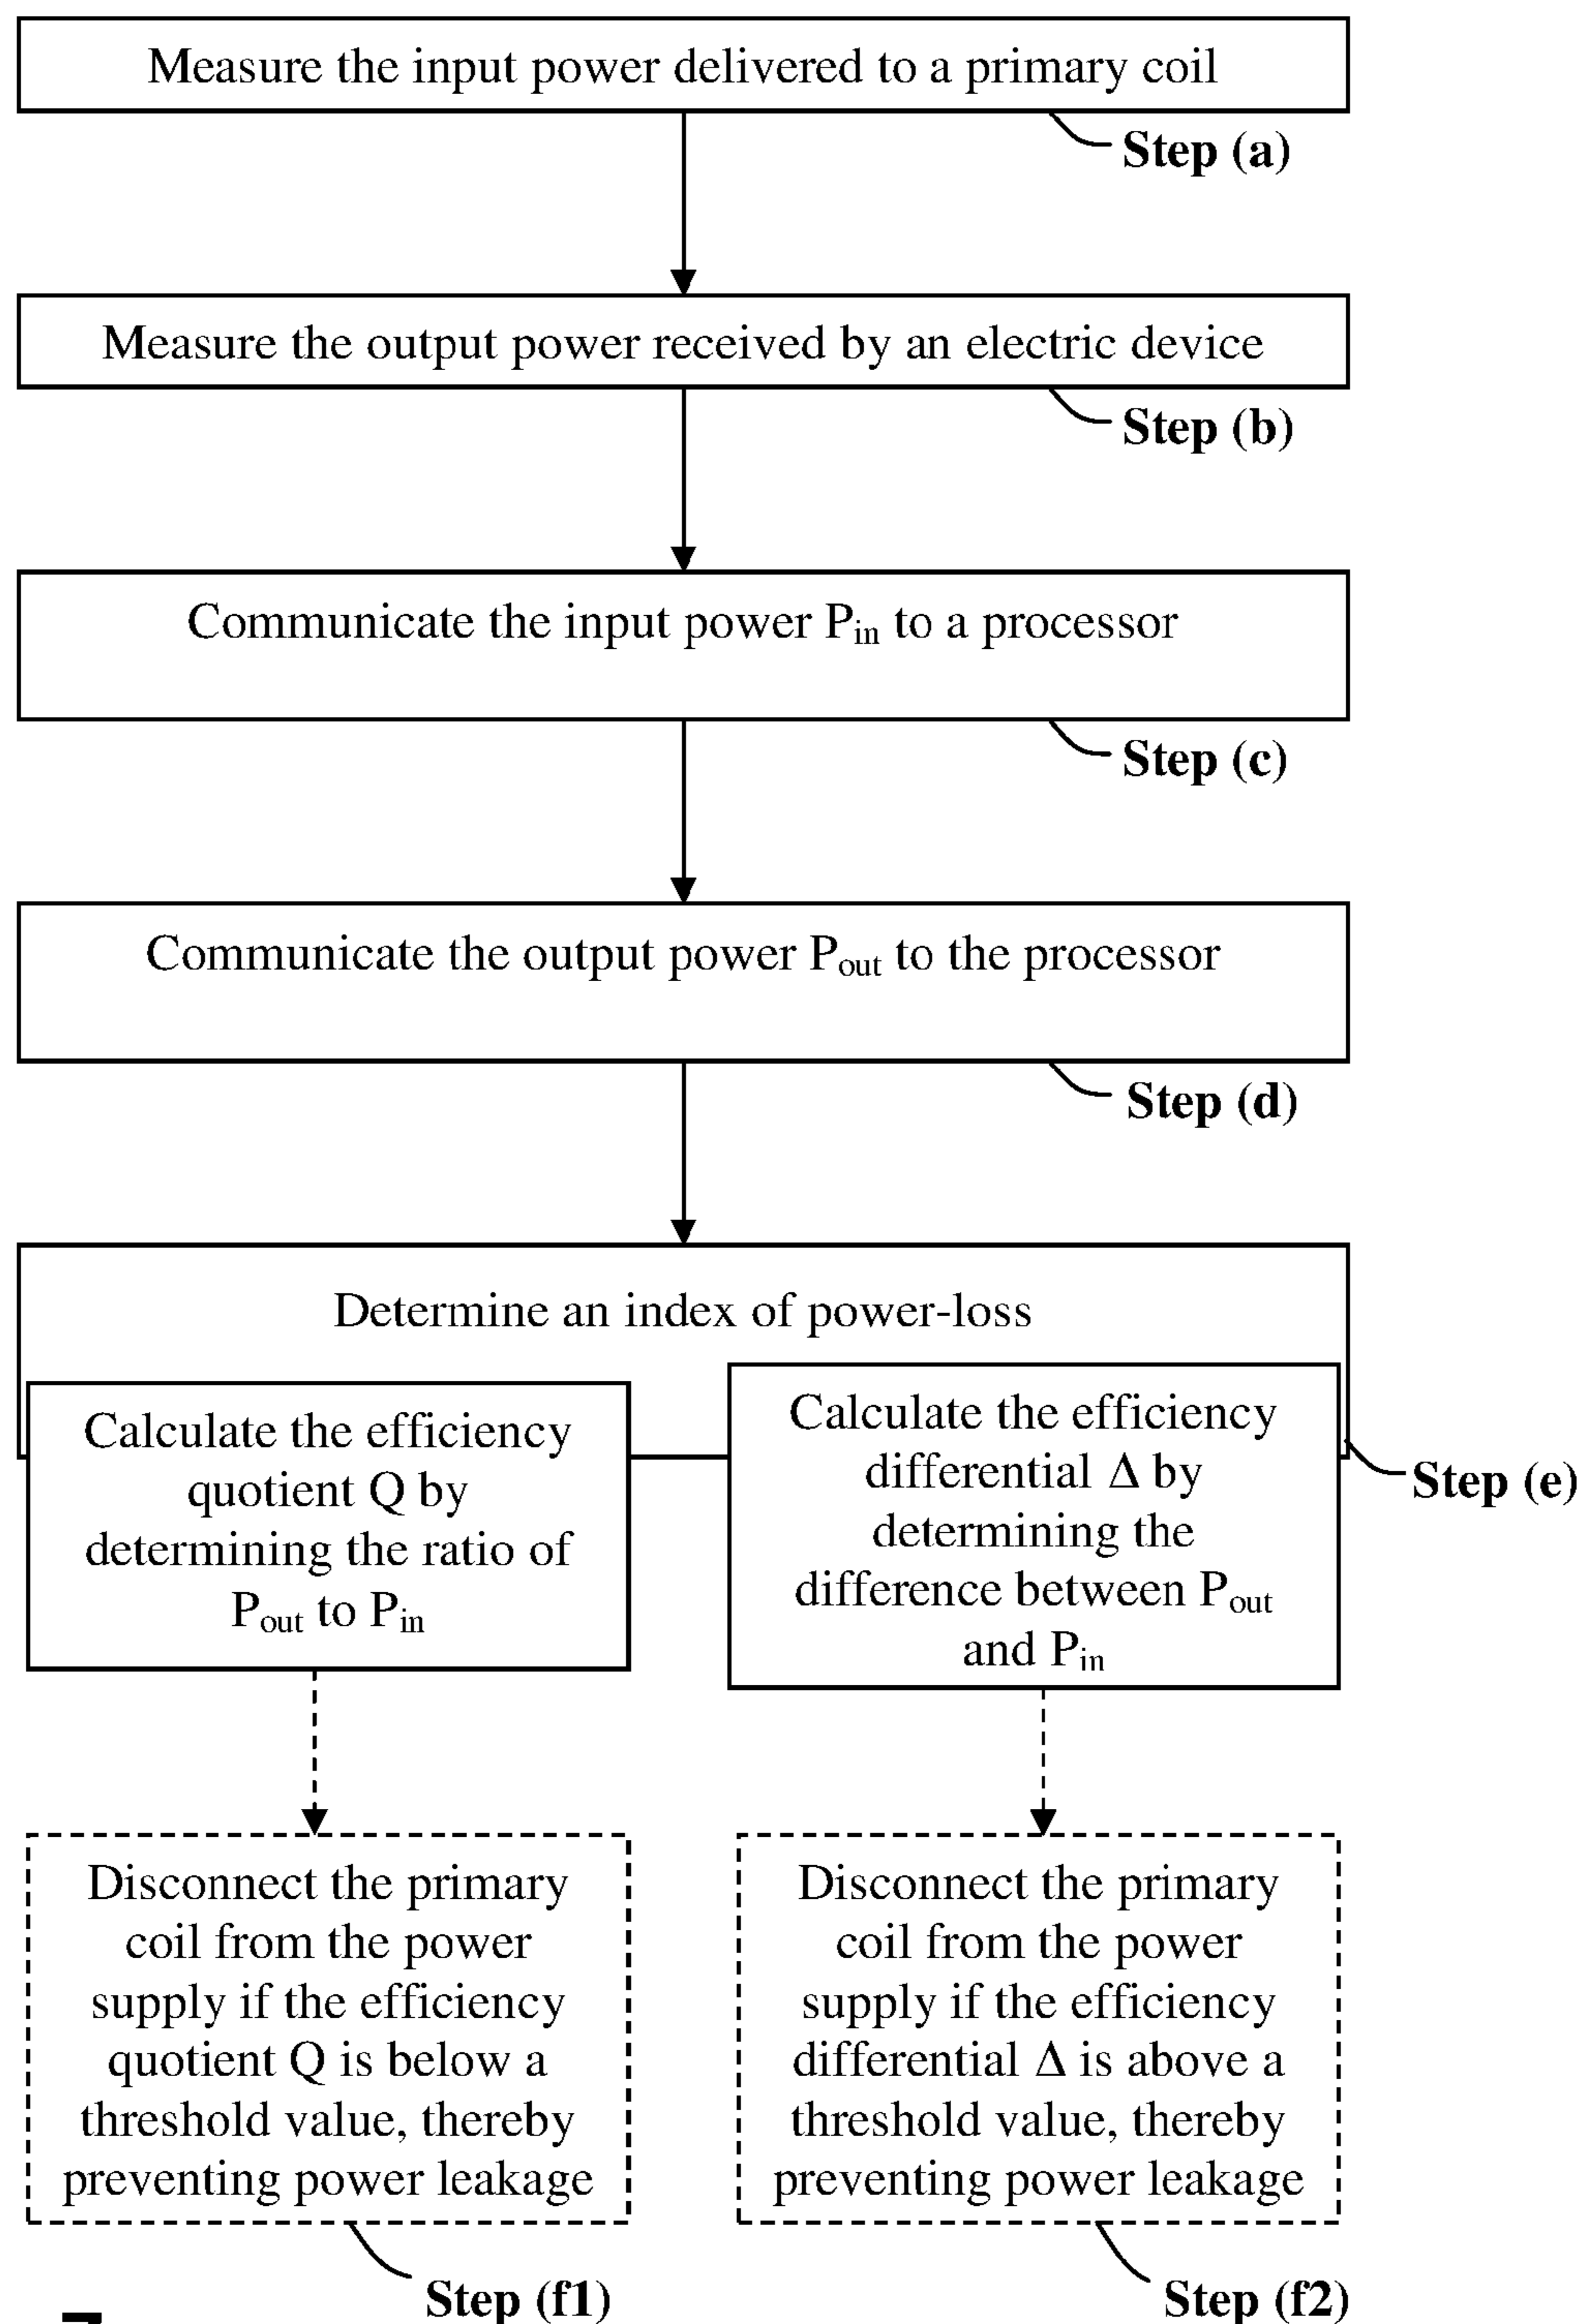 Measure the input power delivered to a primary coil
Step (a)
Measure the output power received by an electric device
Step (b)
Communicate the input power Pin to a processor
Step (c)
Communicate the output power Pout to the processor
Step (d)
Determine an index of power-loss
Calculate the efficiency
quotient Q by
determining the ratio of
Pout to Pin
Calculate the efficiency
differential Δ by
determining the
difference between Pout
and Pin
Step (e)
Disconnect the primary
coil from the power
supply if the efficiency
quotient Q is below a
threshold value, thereby
preventing power leakage
Step (f1)
Disconnect the primary
coil from the power
supply if the efficiency
differential Δ is above a
threshold value, thereby
preventing power leakage
Step (f2)